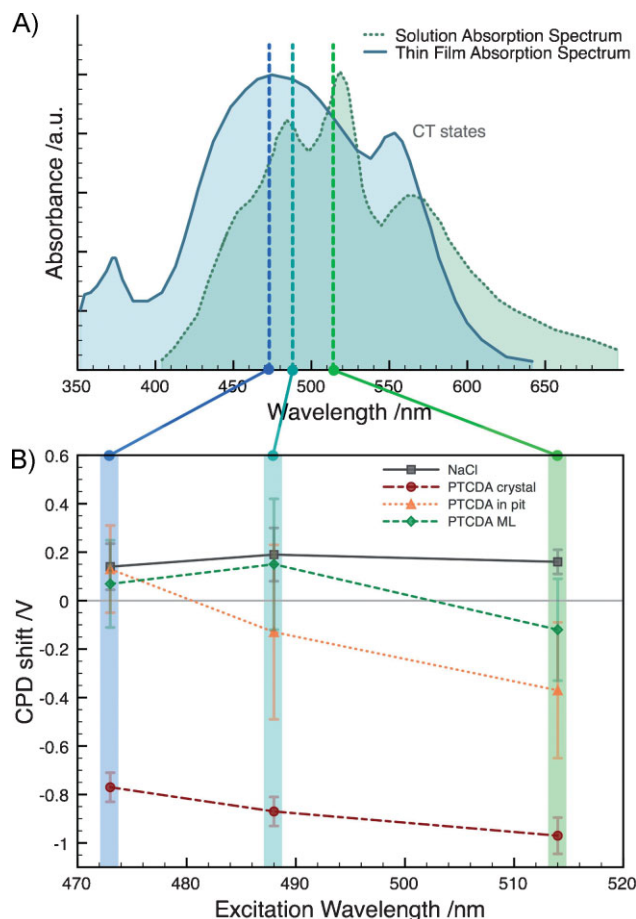 A)
Solution Absorption Spectrum
Thin Film Absorption Spectrum
CT states
Absorbance /a.u.
350 400 450 500 550 600 650
Wavelength /nm
B)
0.6
0.4
0.2
0
-0.2
-0.4
-0.6
-0.8
-1
NaCl
PTCDA crystal
PTCDA in pit
PTCDA ML
CPD shift /V
470 480 490 500 510 520
Excitation Wavelength /nm